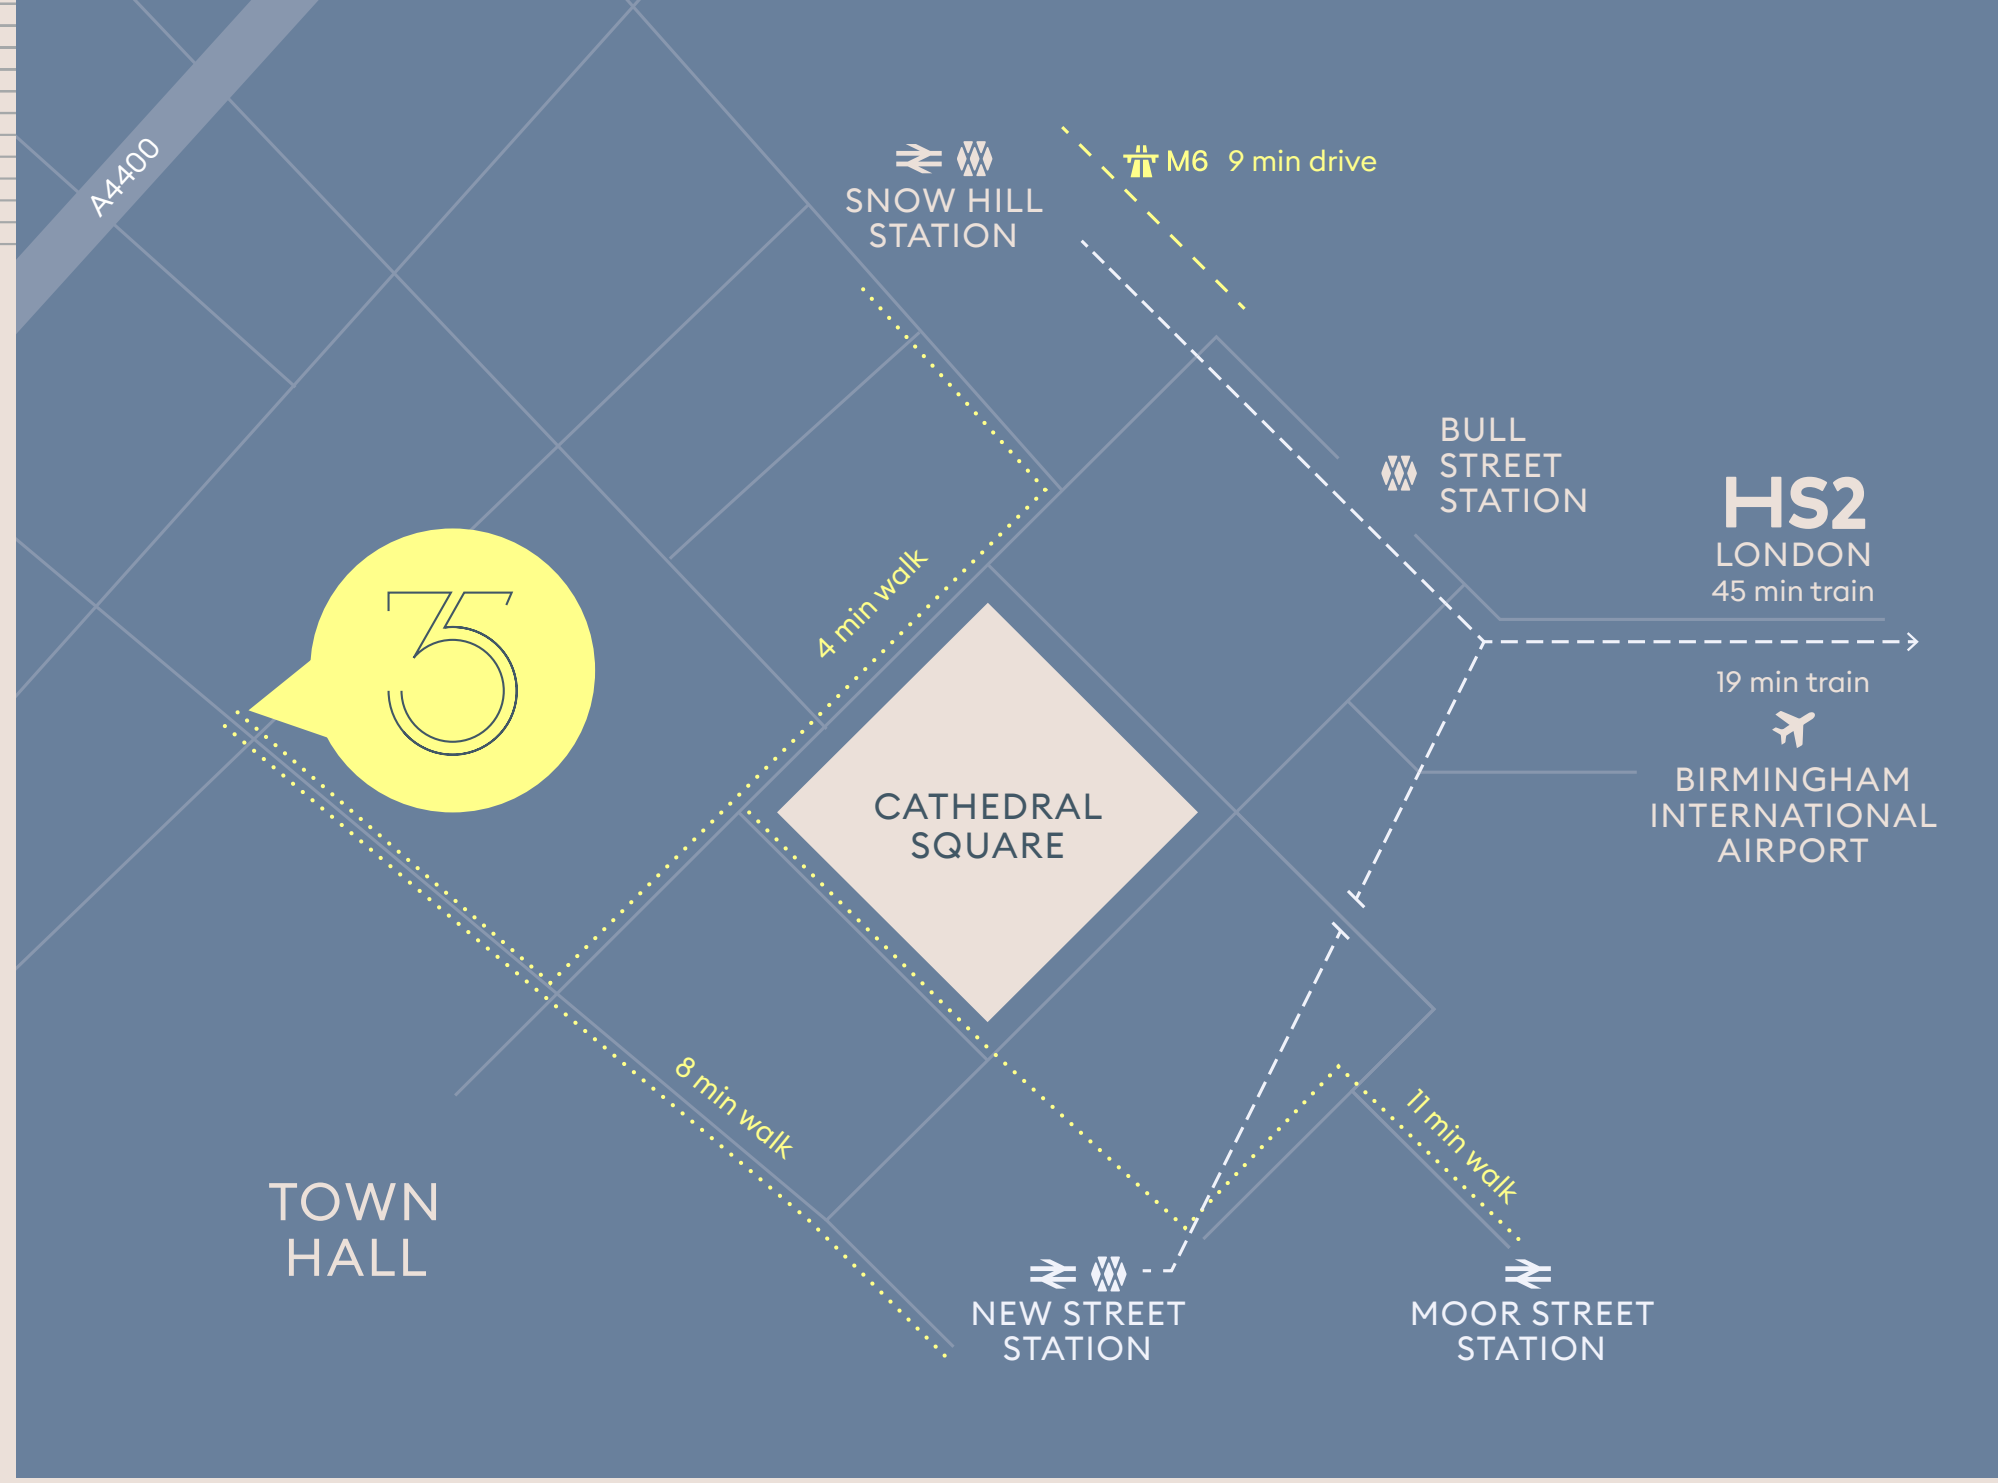 A4400
M6 9 min drive
SNOW HILL
STATION
BULL
STREET
STATION
HS2
LONDON
45 min train
19 min train
BIRMINGHAM
INTERNATIONAL
AIRPORT
4 min walk
35
CATHEDRAL
SQUARE
8 min walk
11 min walk
TOWN
HALL
NEW STREET
STATION
MOOR STREET
STATION